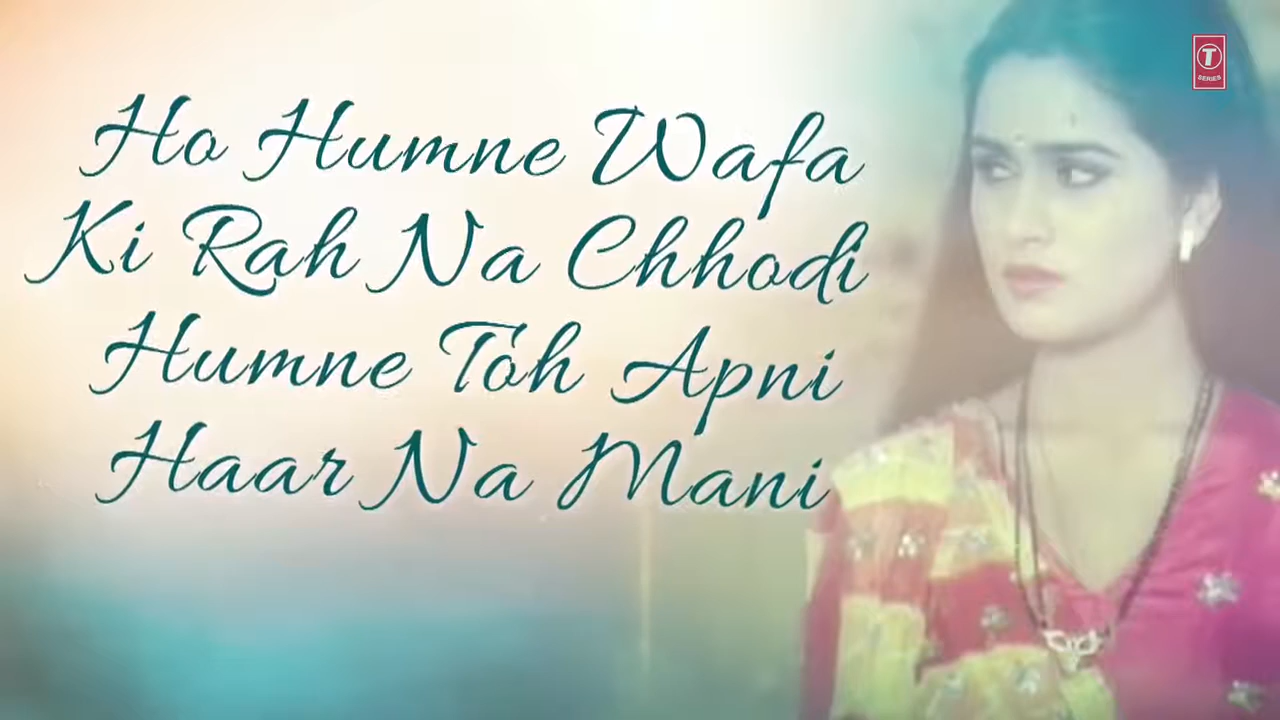 Ho Humne Wafa
Ki Rah Na Chhodi
Humne Toh Apni
Haar Na Mani
T
SERIES